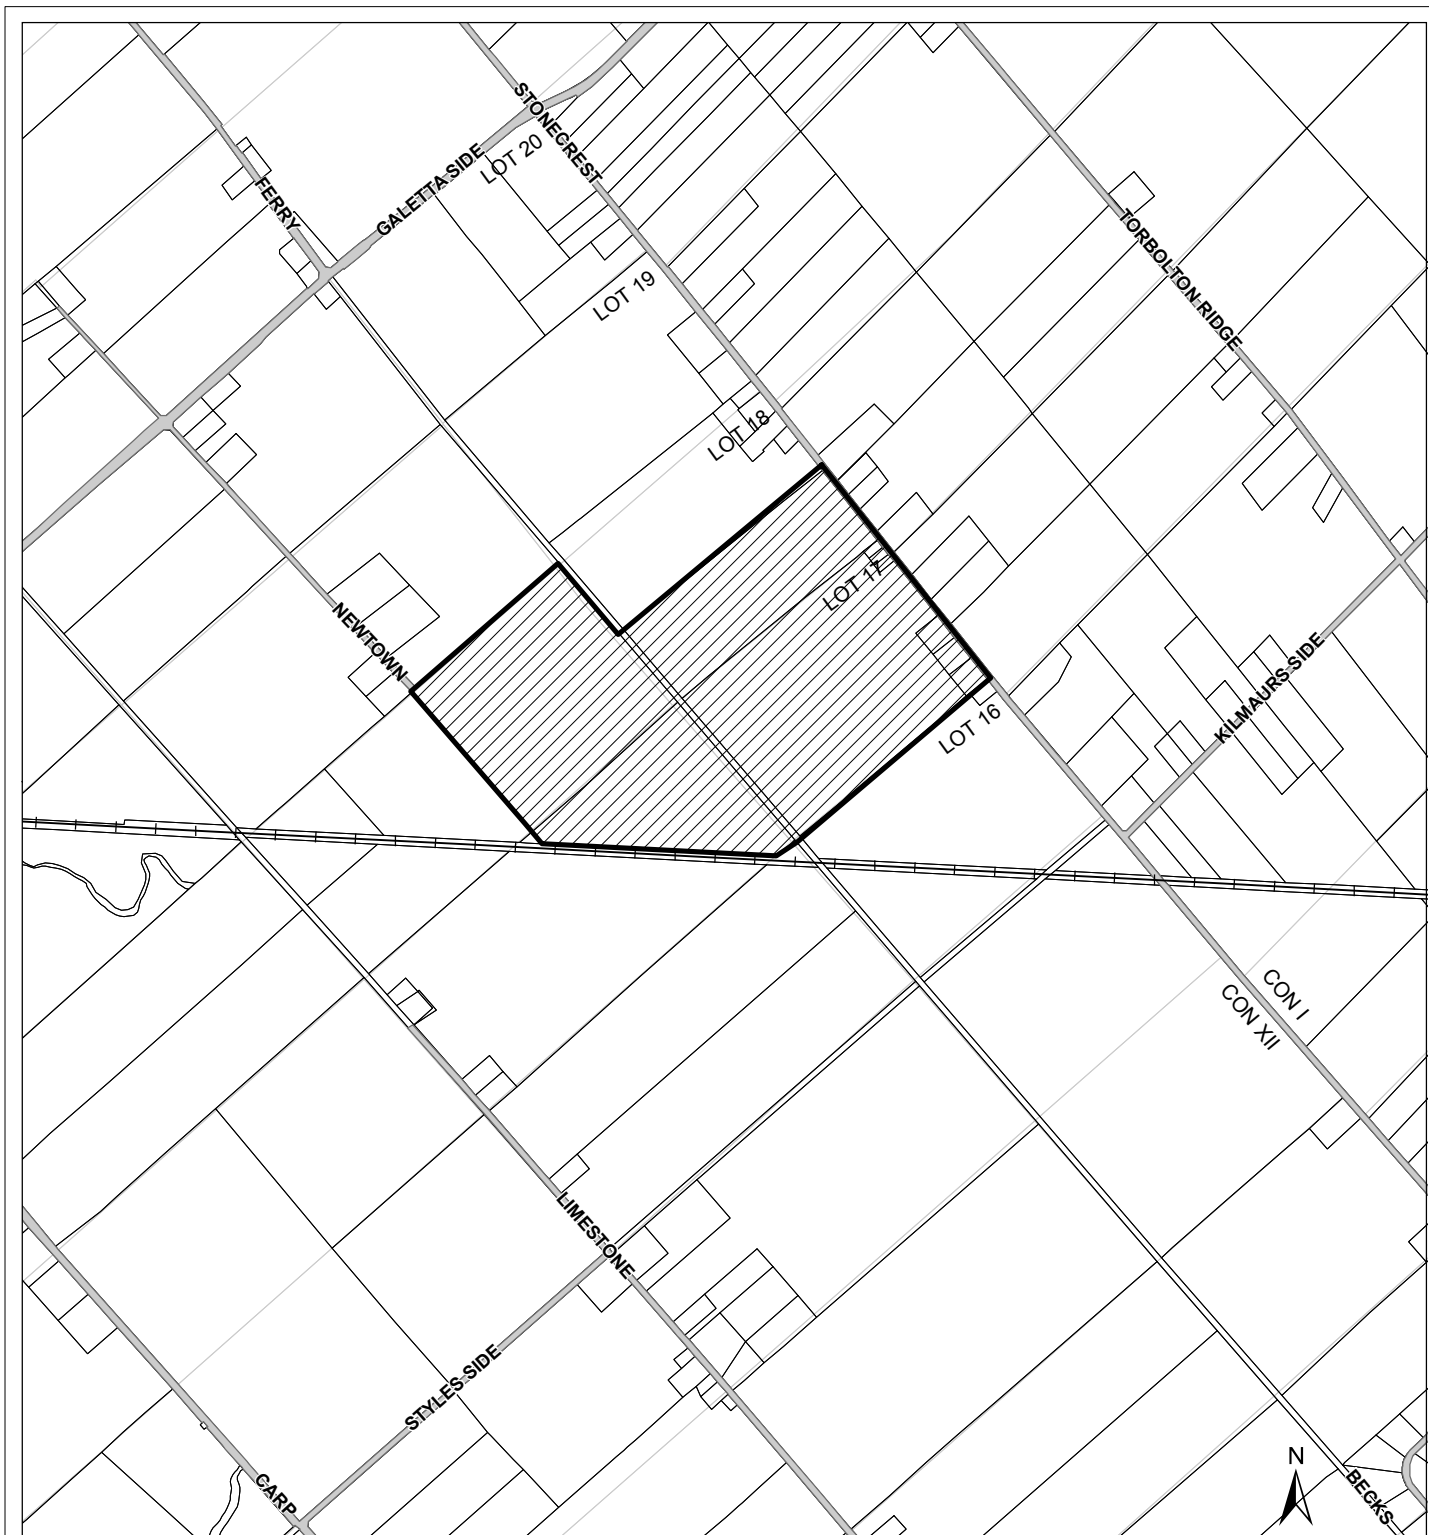 STONECREST
LOT 20
GALETTA SIDE
FERRY
TORBOLTON RIDGE
LOT 19
LOT 18
LOT 17
NEWTOWN
KILMAURS SIDE
LOT 16
CON I
CON XII
LIMESTONE
STYLES SIDE
CARP
N
BECKS